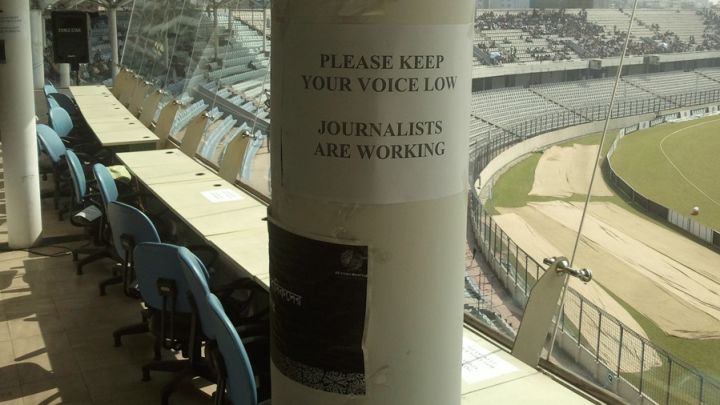 PLEASE KEEP
YOUR VOICE LOW
JOURNALISTS
ARE WORKING